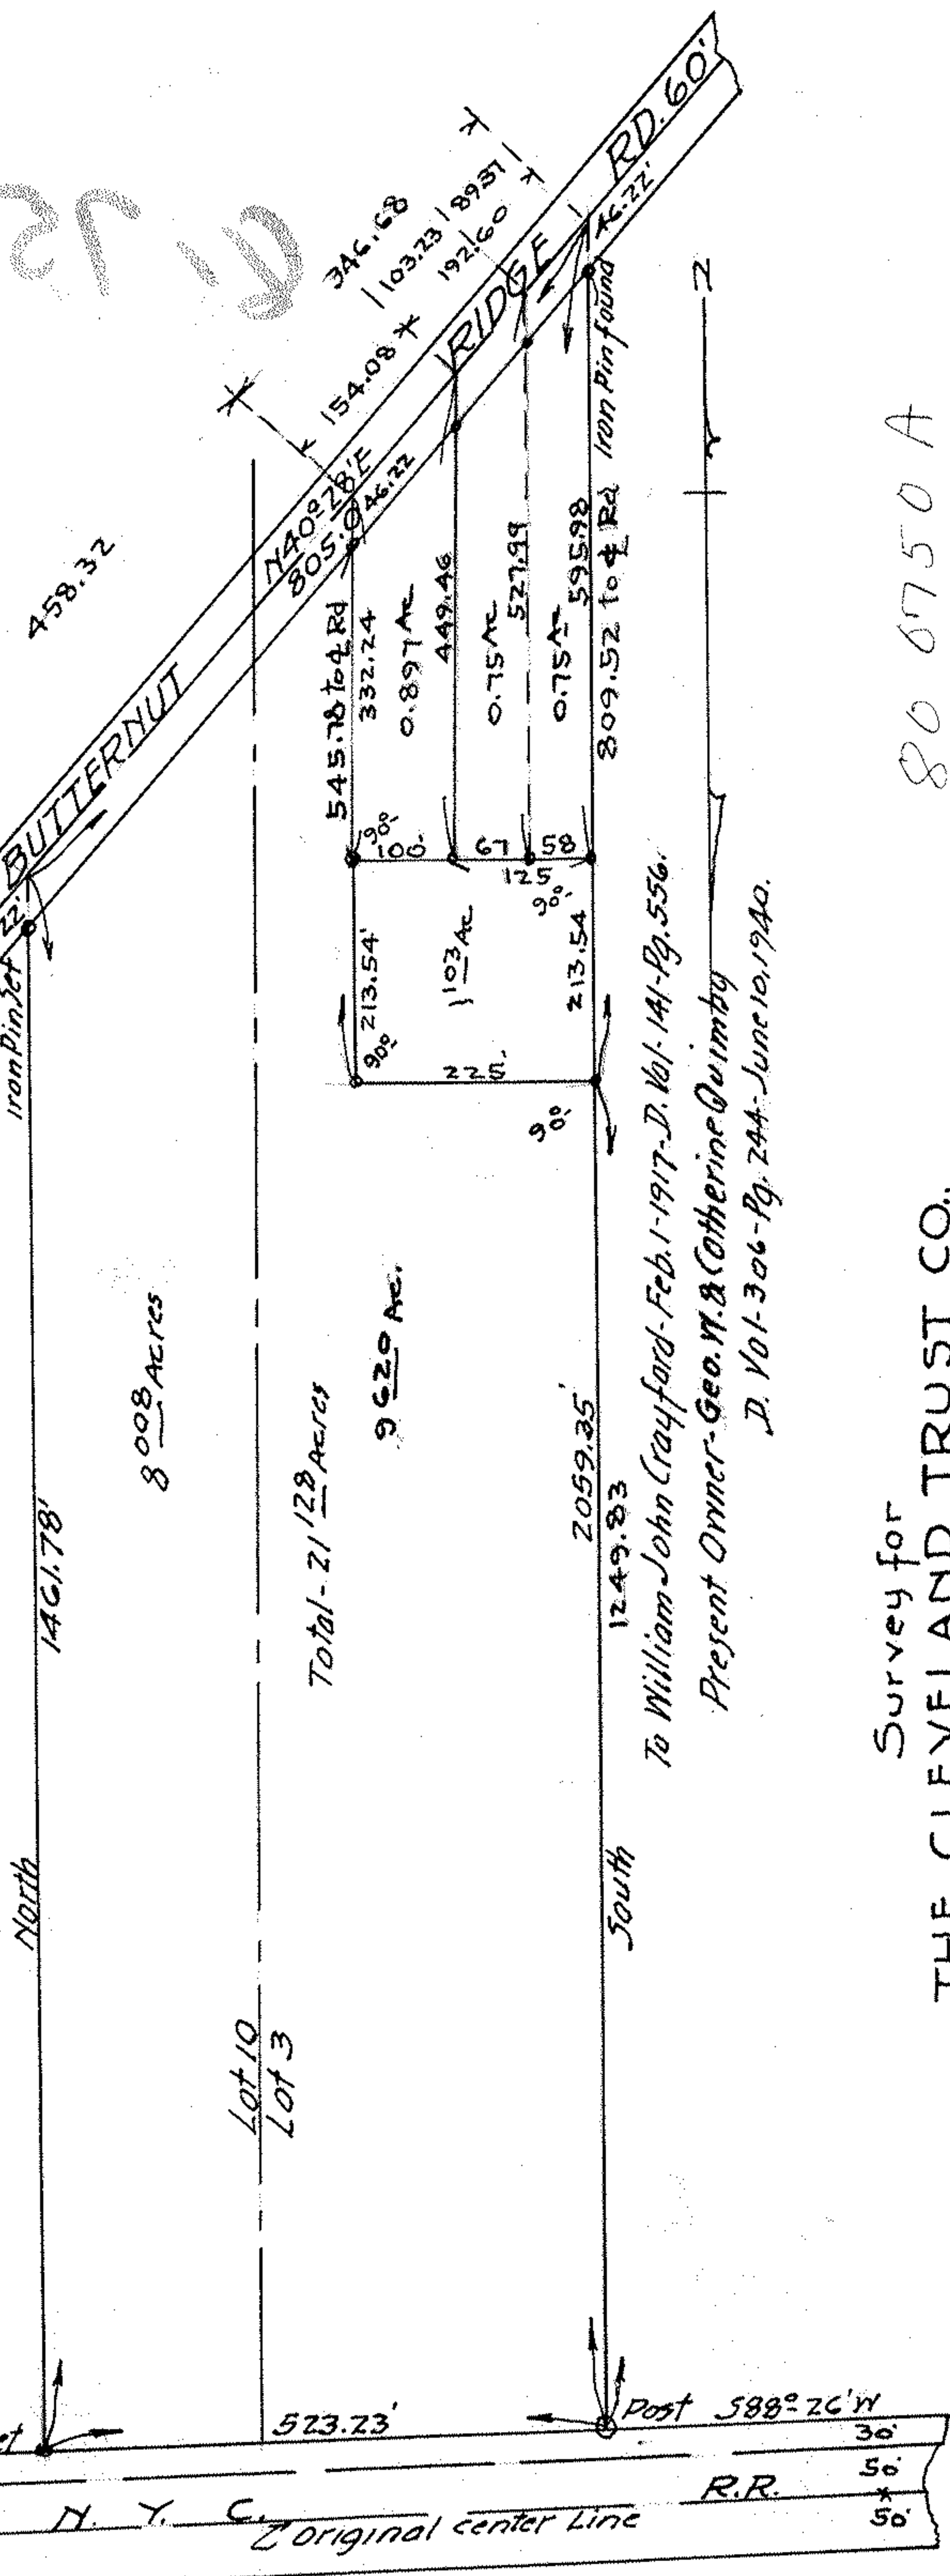 RD. 60'
346.68
103.23 89.37
192.60
154.08
46.22'
RIDGE
Iron Pin found
N
N40°28'E
805.0
46.22
458.32
BUTTERNUT
545.78 to ℄ Rd
332.24
0.897 Ac
449.46
0.75 Ac
527.99
0.75 Ac
595.98
809.52 to ℄ Rd
80 0750 A
90°
100.
67
58
125
90°
22'
Iron Pin Set
213.54'
1 103 Ac
213.54
90°
225.
90°
To William John Crayford-Feb.1-1917-D.Vol-141-Pg.556.
Present Owner-Geo.W.& Catherine Quimby
D. Vol-306-Pg. 244-June 10, 1940.
8 008 Acres
9 620 Ac.
Total-21 128 Acres
1461.78'
2059.35'
1249.83
North
South
Lot 10
Lot 3
Survey for
THE CLEVELAND TRUST CO.
523.23'
Post
S88°26'W
30'
50'
50'
N. Y. C. R.R.
Original center Line